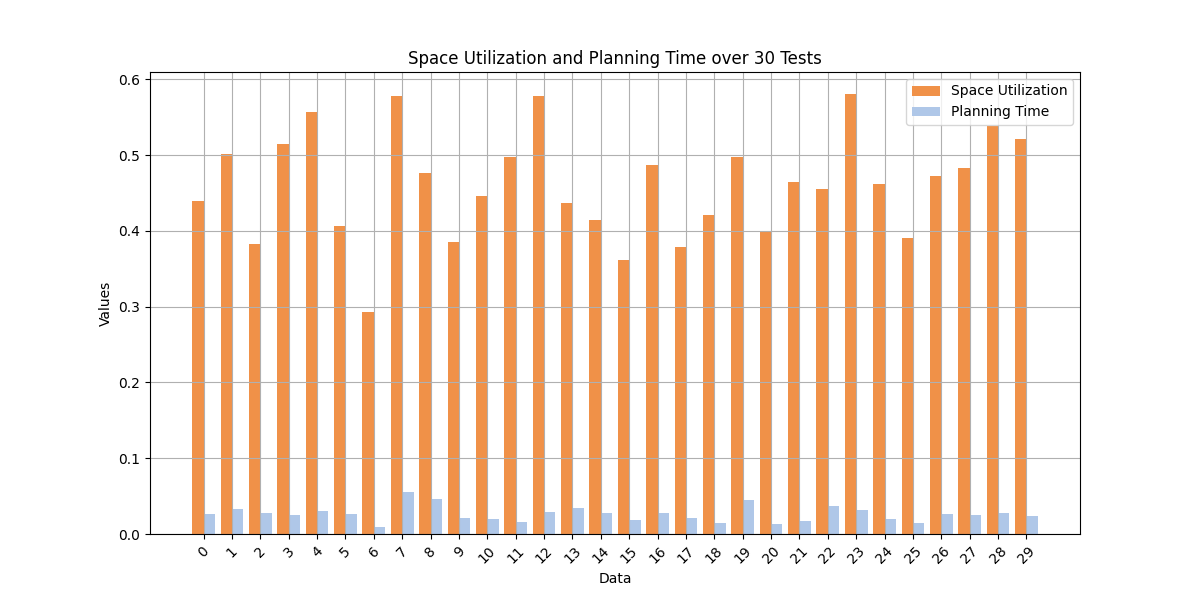 Space Utilization and Planning Time over 30 Tests
Space Utilization
Planning Time
0.6
0.5
0.4
0.3
0.2
0.1
0.0
Values
0 1 2 3 4 5 6 7 8 9 10 11 12 13 14 15 16 17 18 19 20 21 22 23 24 25 26 27 28 29
Data